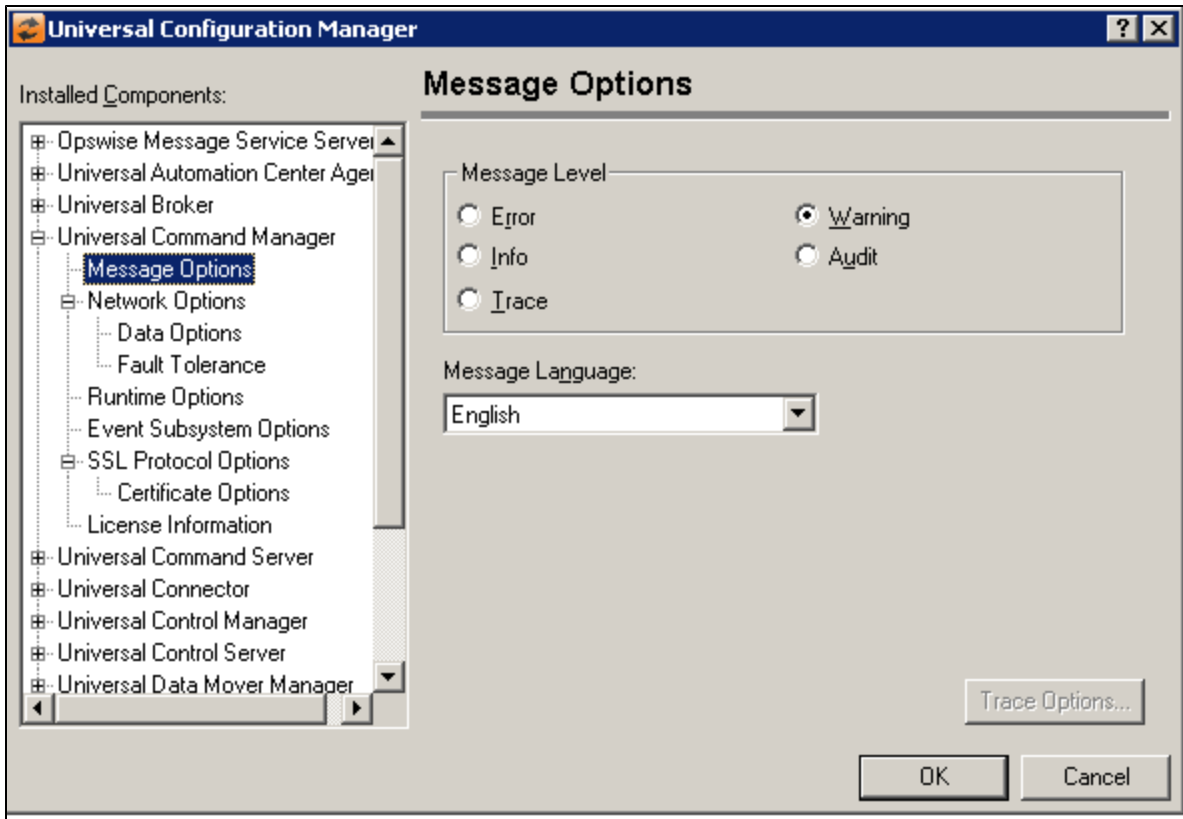 Universal Configuration Manager
Installed Components:
Opswise Message Service Server
Universal Automation Center Ager
Universal Broker
Universal Command Manager
Message Options
Network Options
Data Options
Fault Tolerance
Runtime Options
Event Subsystem Options
SSL Protocol Options
Certificate Options
License Information
Universal Command Server
Universal Connector
Universal Control Manager
Universal Control Server
Universal Data Mover Manager
Message Options
Message Level
Error
Warning
Info
Audit
Trace
Message Language:
English
Trace Options...
OK
Cancel